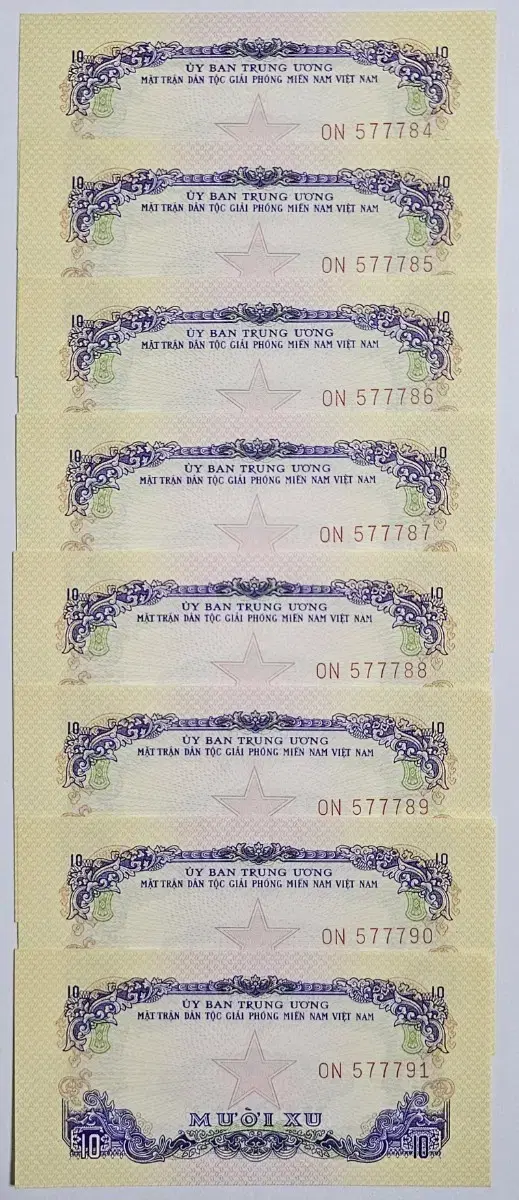 10 10
ỦY BAN TRUNG ƯƠNG
MẶT TRẬN DÂN TỘC GIẢI PHÓNG MIỀN NAM VIỆT NAM
ON 577784
10 10
ỦY BAN TRUNG ƯƠNG
MẶT TRẬN DÂN TỘC GIẢI PHÓNG MIỀN NAM VIỆT NAM
ON 577785
10 10
ỦY BAN TRUNG ƯƠNG
MẶT TRẬN DÂN TỘC GIẢI PHÓNG MIỀN NAM VIỆT NAM
ON 577786
10 10
ỦY BAN TRUNG ƯƠNG
MẶT TRẬN DÂN TỘC GIẢI PHÓNG MIỀN NAM VIỆT NAM
ON 577787
10 10
ỦY BAN TRUNG ƯƠNG
MẶT TRẬN DÂN TỘC GIẢI PHÓNG MIỀN NAM VIỆT NAM
ON 577788
10 10
ỦY BAN TRUNG ƯƠNG
MẶT TRẬN DÂN TỘC GIẢI PHÓNG MIỀN NAM VIỆT NAM
ON 577789
10 10
ỦY BAN TRUNG ƯƠNG
MẶT TRẬN DÂN TỘC GIẢI PHÓNG MIỀN NAM VIỆT NAM
ON 577790
10 10
ỦY BAN TRUNG ƯƠNG
MẶT TRẬN DÂN TỘC GIẢI PHÓNG MIỀN NAM VIỆT NAM
ON 577791
MƯỜI XU
10 10